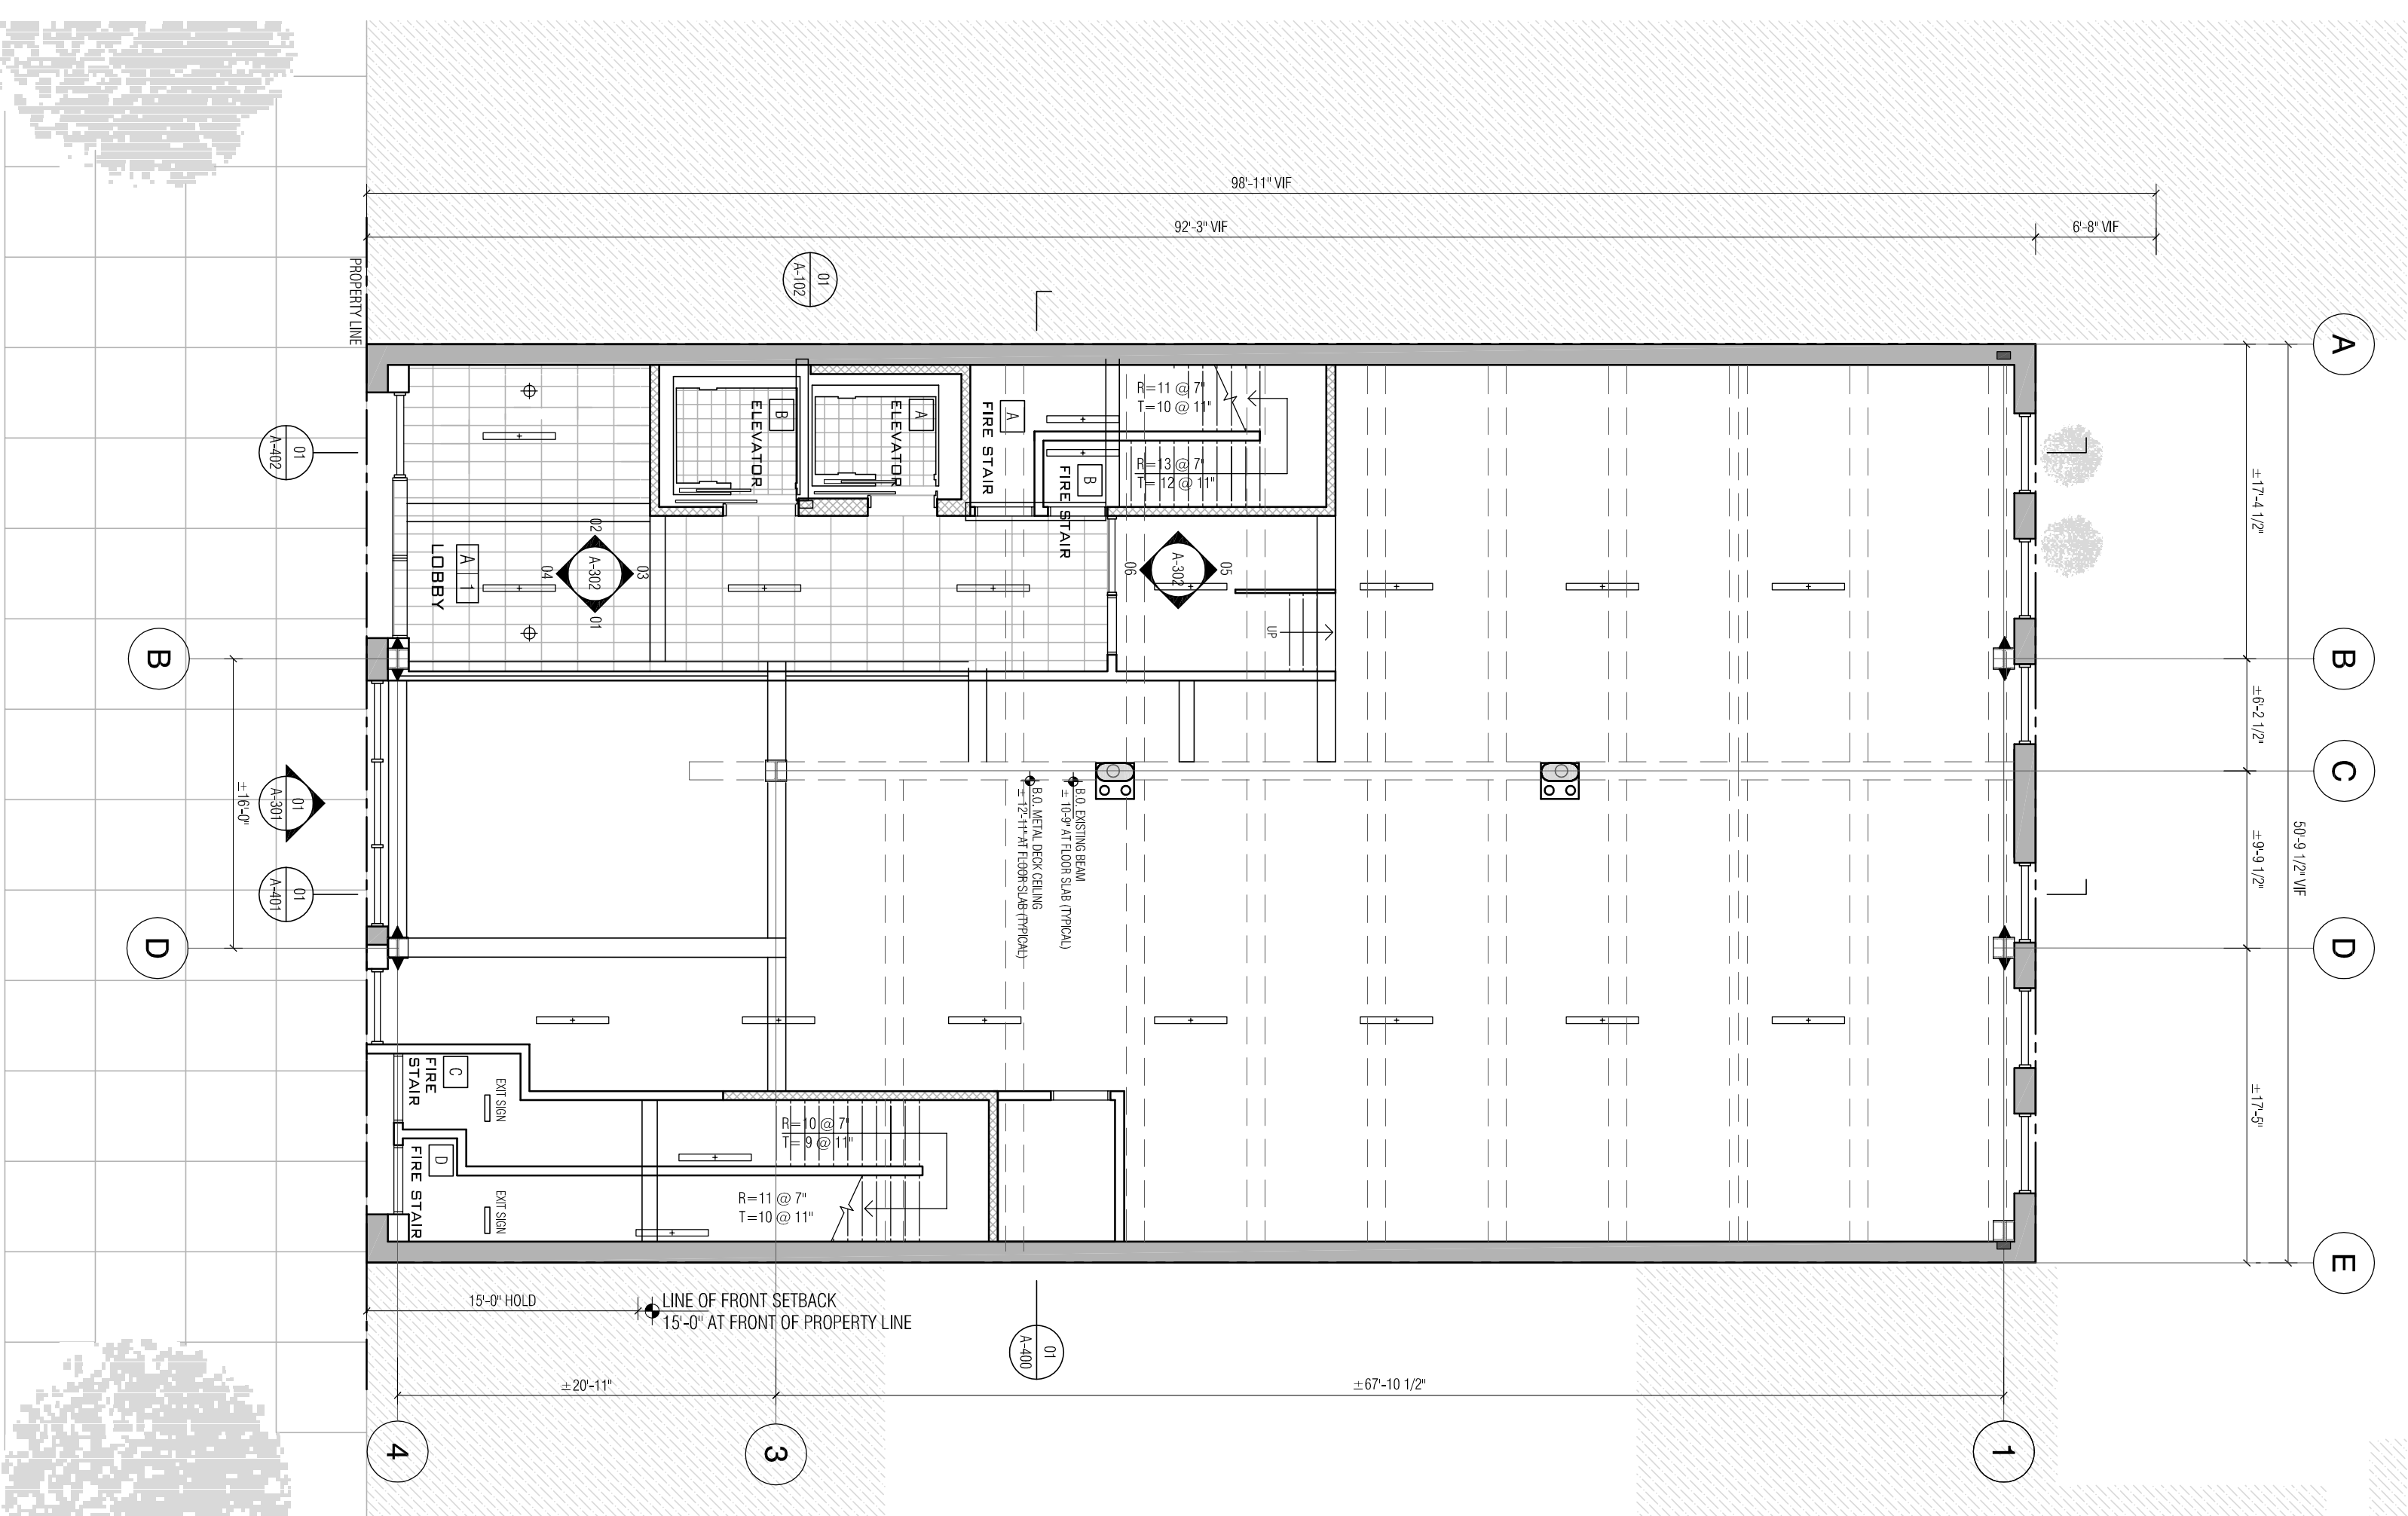 98'-11" VIF
92'-3" VIF
6'-8" VIF
PROPERTY LINE
01
A-102
A
01
A-402
B
ELEVATOR
A
ELEVATOR
A
FIRE STAIR
B
FIRE STAIR
R=11 @ 7"
T=10 @ 11"
R=13 @ 7"
T= 12 @ 11"
±17'-4 1/2"
A 1
LOBBY
02
03
04
01
A-302
05
06
A-302
UP
B
B
±6'-2 1/2"
C
±16'-0"
01
A-301
01
A-401
B.O. EXISTING BEAM
± 10'-9" AT FLOOR SLAB (TYPICAL)
B.O. METAL DECK CEILING
± 12'-11" AT FLOOR SLAB (TYPICAL)
±9'-9 1/2"
50'-9 1/2" VIF
D
D
C
FIRE
STAIR
EXIT SIGN
D
FIRE STAIR
EXIT SIGN
R=10 @ 7"
T= 9 @ 11"
R=11 @ 7"
T=10 @ 11"
±17'-5"
E
15'-0" HOLD
LINE OF FRONT SETBACK
15'-0" AT FRONT OF PROPERTY LINE
01
A-400
±20'-11"
±67'-10 1/2"
4
3
1